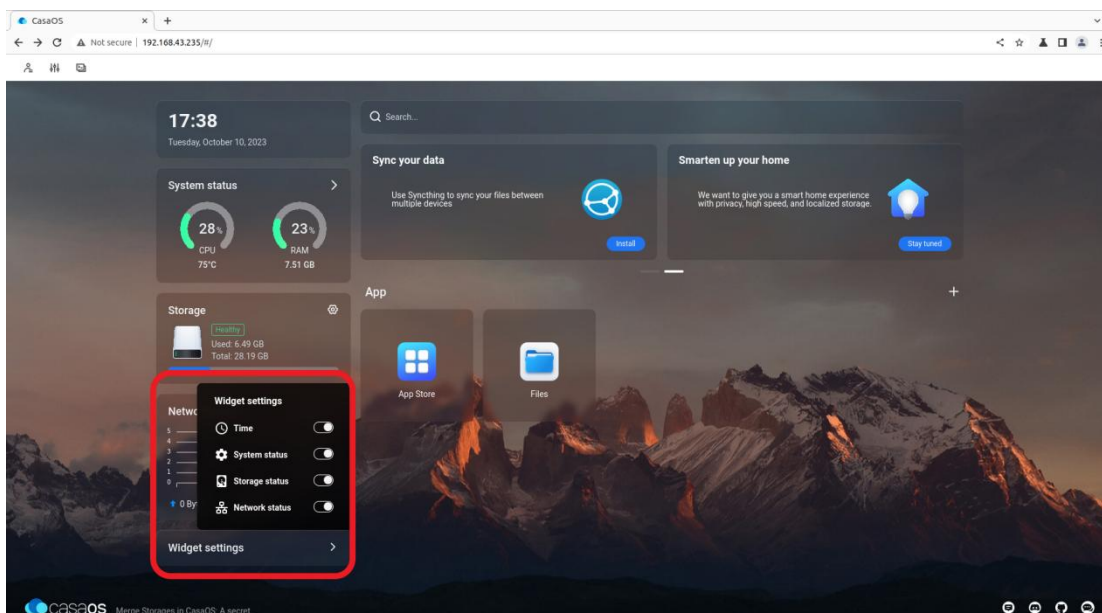 CasaOS
Not secure | 192.168.43.235/#/
17:38
Tuesday, October 10, 2023
Search...
System status
28%
CPU
75°C
23%
RAM
7.51 GB
Sync your data
Use Syncthing to sync your files between
multiple devices
Install
Smarten up your home
We want to give you a smart home experience
with privacy, high speed, and localized storage.
Stay tuned
Storage
Healthy
Used: 6.49 GB
Total: 28.19 GB
App
App Store
Files
Netwo
5
4
3
2
1
0
0 By
Widget settings
Time
System status
Storage status
Network status
Widget settings
CasaOS
Merge Storages in CasaOS: A secret